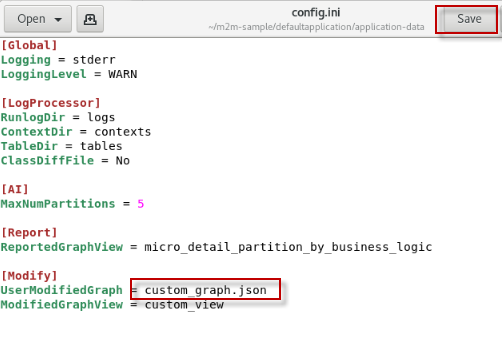 Open
config.ini
~/m2m-sample/defaultapplication/application-data
Save
[Global]
Logging = stderr
LoggingLevel = WARN
[LogProcessor]
RunlogDir = logs
ContextDir = contexts
TableDir = tables
ClassDiffFile = No
[AI]
MaxNumPartitions = 5
[Report]
ReportedGraphView = micro_detail_partition_by_business_logic
[Modify]
UserModifiedGraph = custom_graph.json
ModifiedGraphView = custom_view